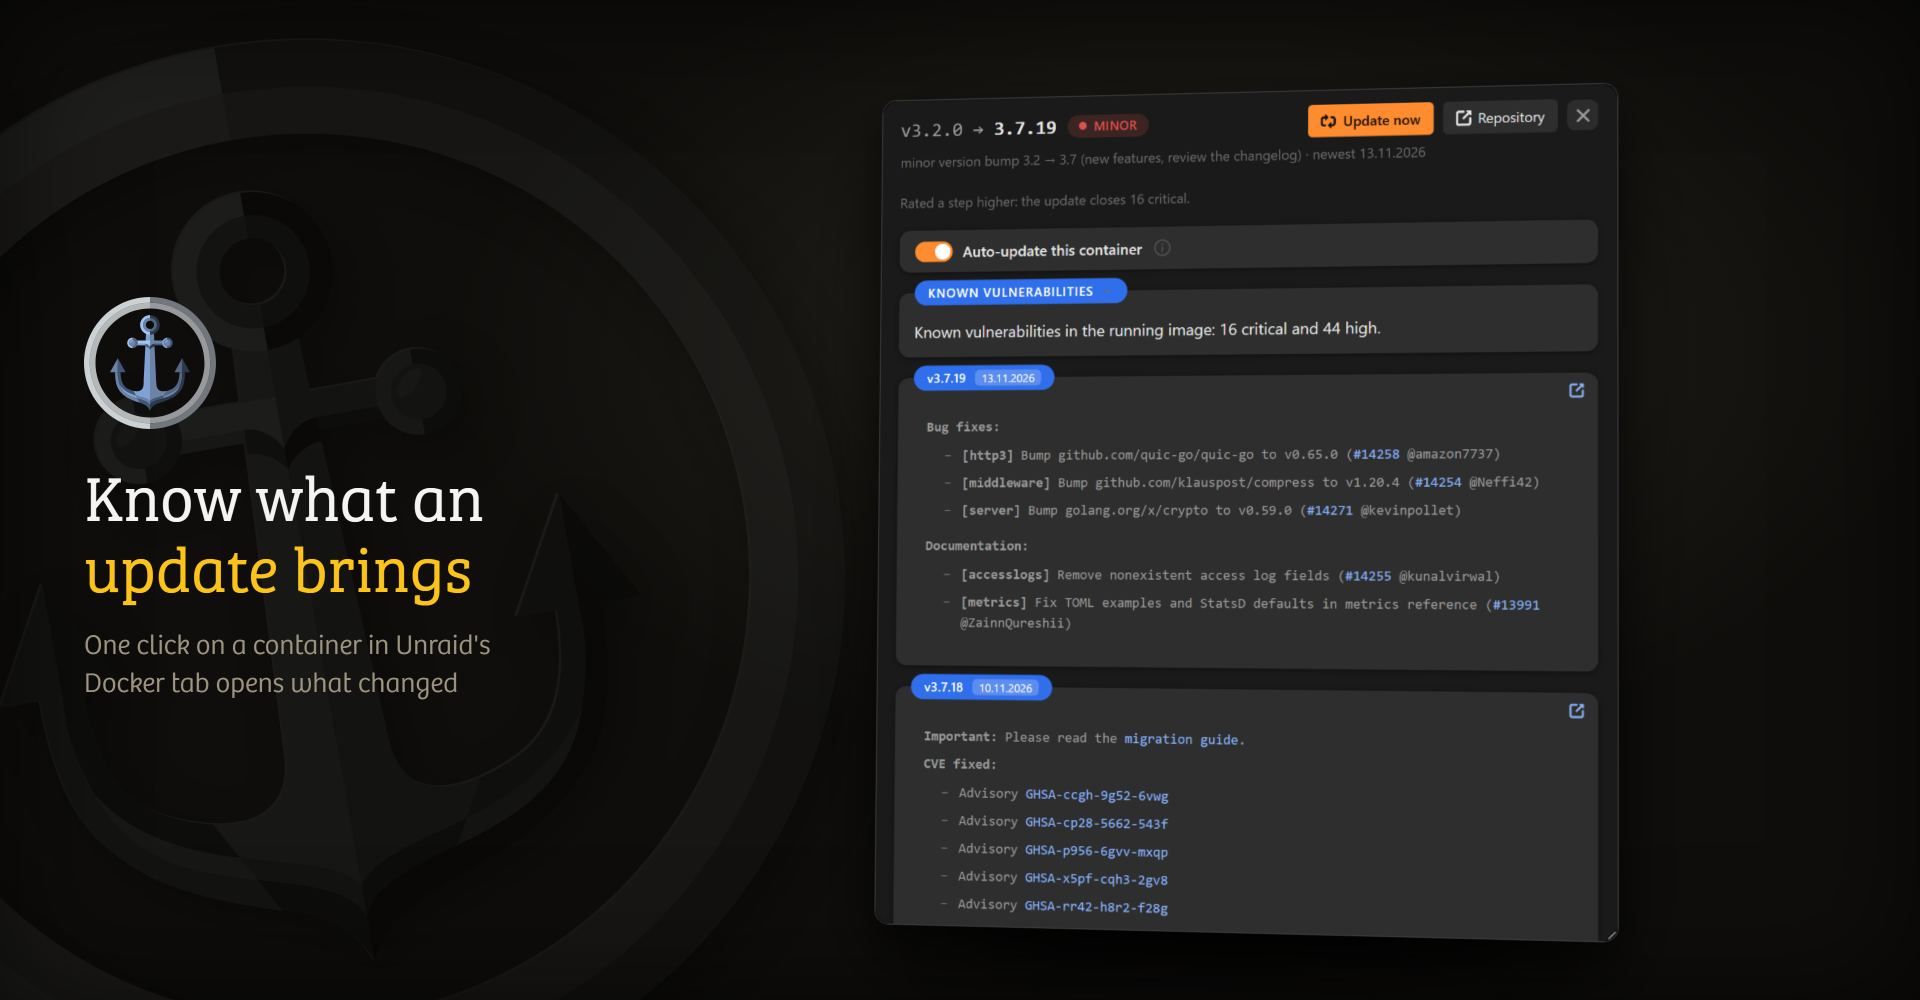 Know what an
update brings
One click on a container in Unraid's
Docker tab opens what changed
v3.2.0 → 3.7.19 MINOR
Update now
Repository
minor version bump 3.2 → 3.7 (new features, review the changelog) · newest 13.11.2026
Rated a step higher: the update closes 16 critical.
Auto-update this container
KNOWN VULNERABILITIES
Known vulnerabilities in the running image: 16 critical and 44 high.
v3.7.19 13.11.2026
Bug fixes:
– [http3] Bump github.com/quic-go/quic-go to v0.65.0 (#14258 @amazon7737)
– [middleware] Bump github.com/klauspost/compress to v1.20.4 (#14254 @Neffi42)
– [server] Bump golang.org/x/crypto to v0.59.0 (#14271 @kevinpollet)
Documentation:
– [accesslogs] Remove nonexistent access log fields (#14255 @kunalvirwal)
– [metrics] Fix TOML examples and StatsD defaults in metrics reference (#13991
@ZainnQureshii)
v3.7.18 10.11.2026
Important: Please read the migration guide.
CVE fixed:
– Advisory GHSA-ccgh-9g52-6vwg
– Advisory GHSA-cp28-5662-543f
– Advisory GHSA-p956-6gvv-mxqp
– Advisory GHSA-x5pf-cqh3-2gv8
– Advisory GHSA-rr42-h8r2-f28g